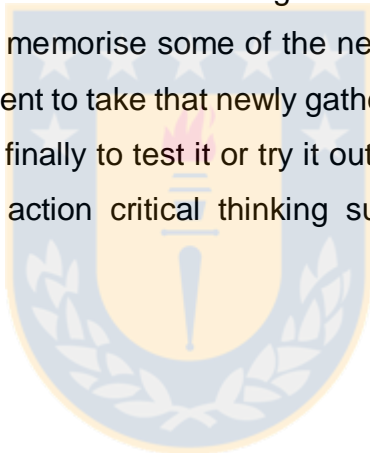 memorise some of the ne
ent to take that newly gath
finally to test it or try it out
action critical thinking su